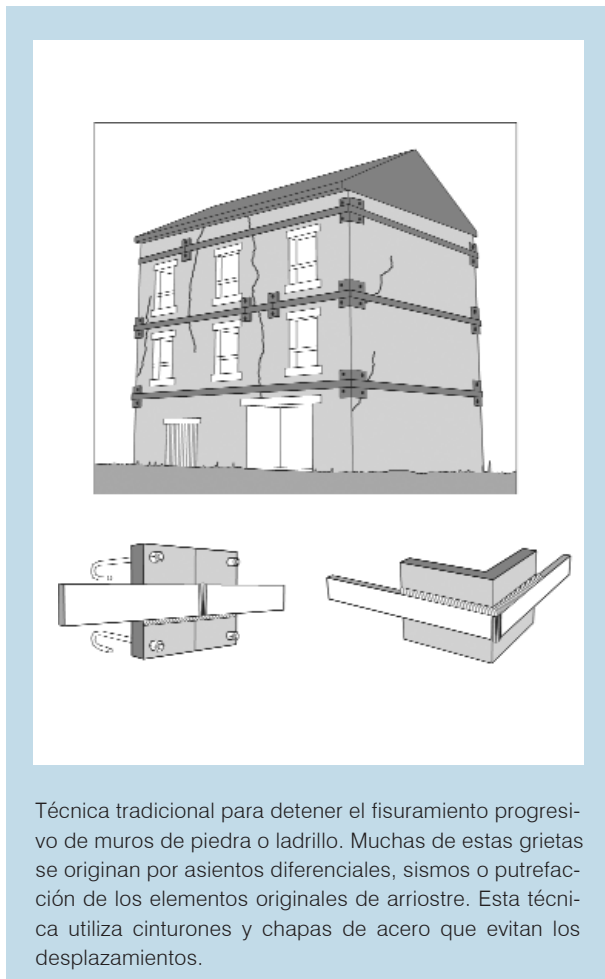 Técnica tradicional para detener el fisuramiento progresi-
vo de muros de piedra o ladrillo. Muchas de estas grietas
se originan por asientos diferenciales, sismos o putrefac-
ción de los elementos originales de arriostre. Esta técni-
ca utiliza cinturones y chapas de acero que evitan los
desplazamientos.